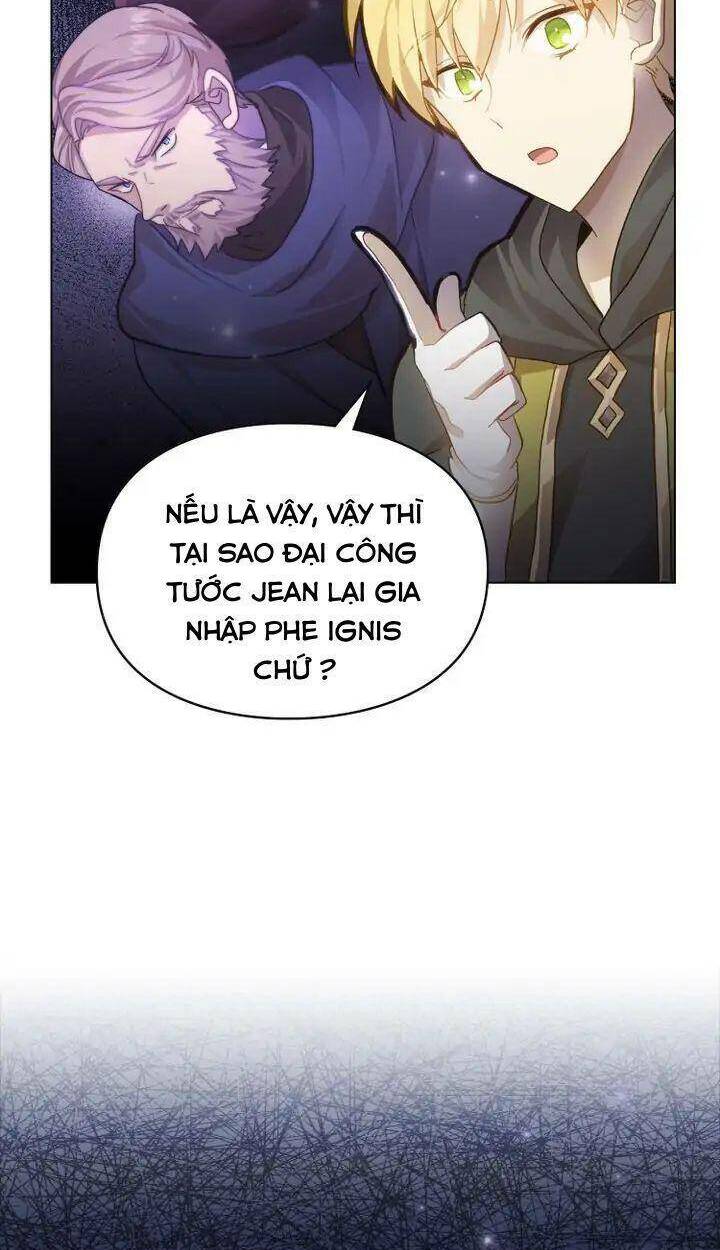 NẾU LÀ VẬY, VẬY THÌ
TẠI SAO ĐẠI CÔNG
TƯỚC JEAN LẠI GIA
NHẬP PHE IGNIS
CHỨ ?